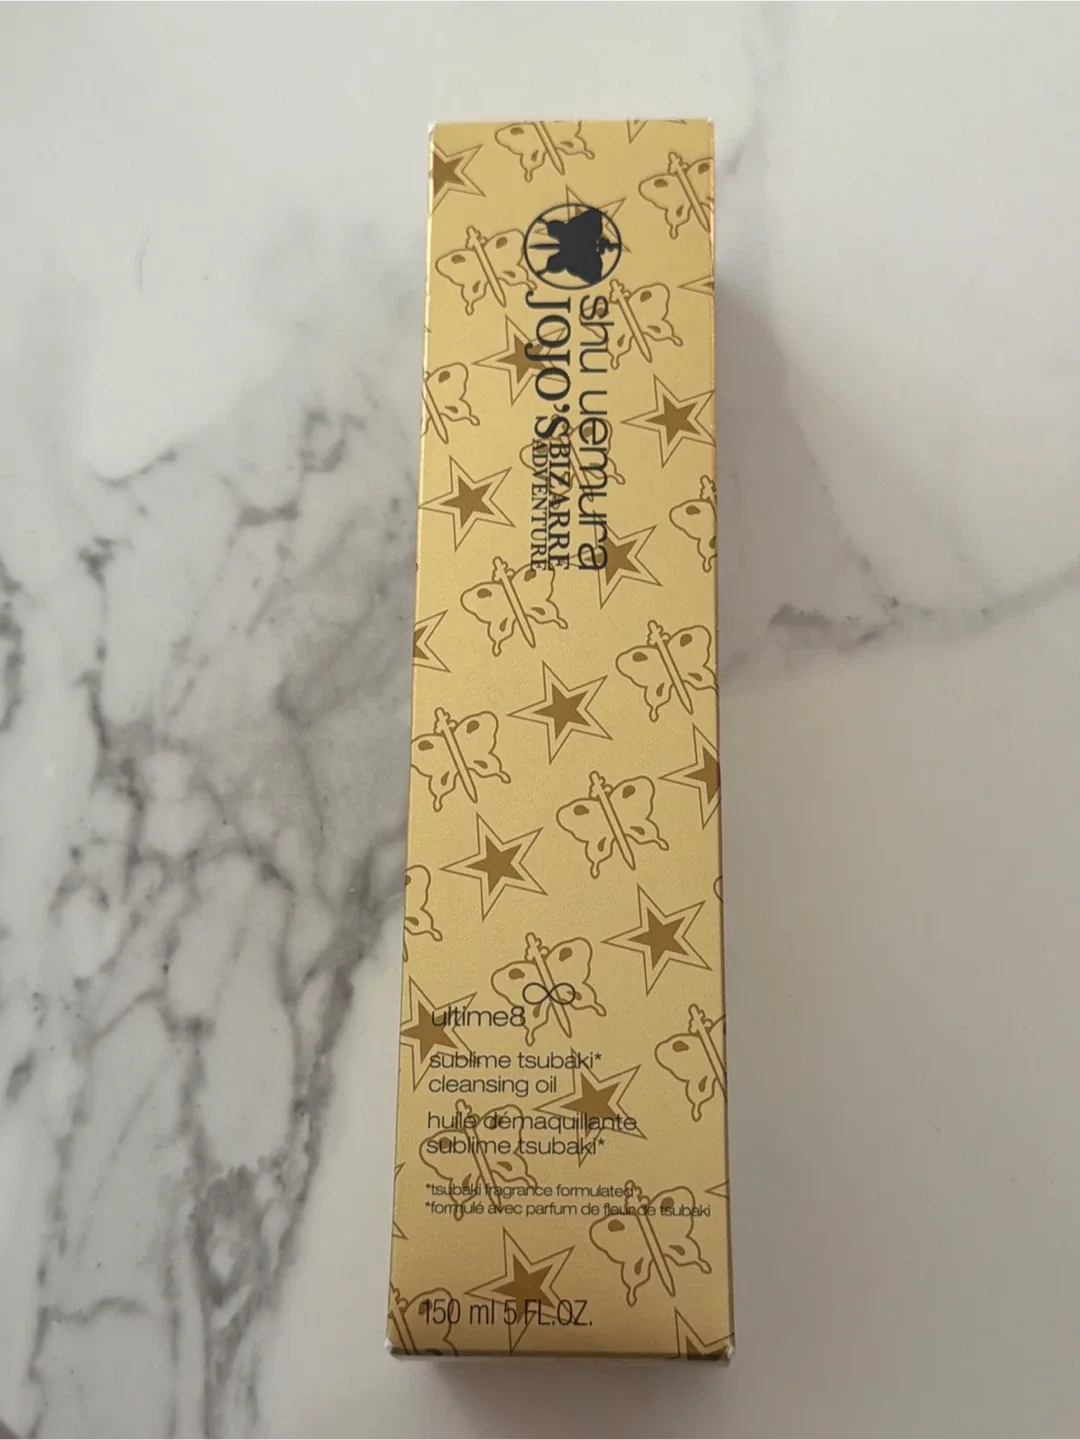 shu uemura
JOJO'S
BIZARRE
ADVENTURE
ultime8
sublime tsubaki*
cleansing oil
huile démaquillante
sublime tsubaki*
*tsubaki fragrance formulated
*formulé avec parfum de fleur de tsubaki
150 ml 5 FL.OZ.